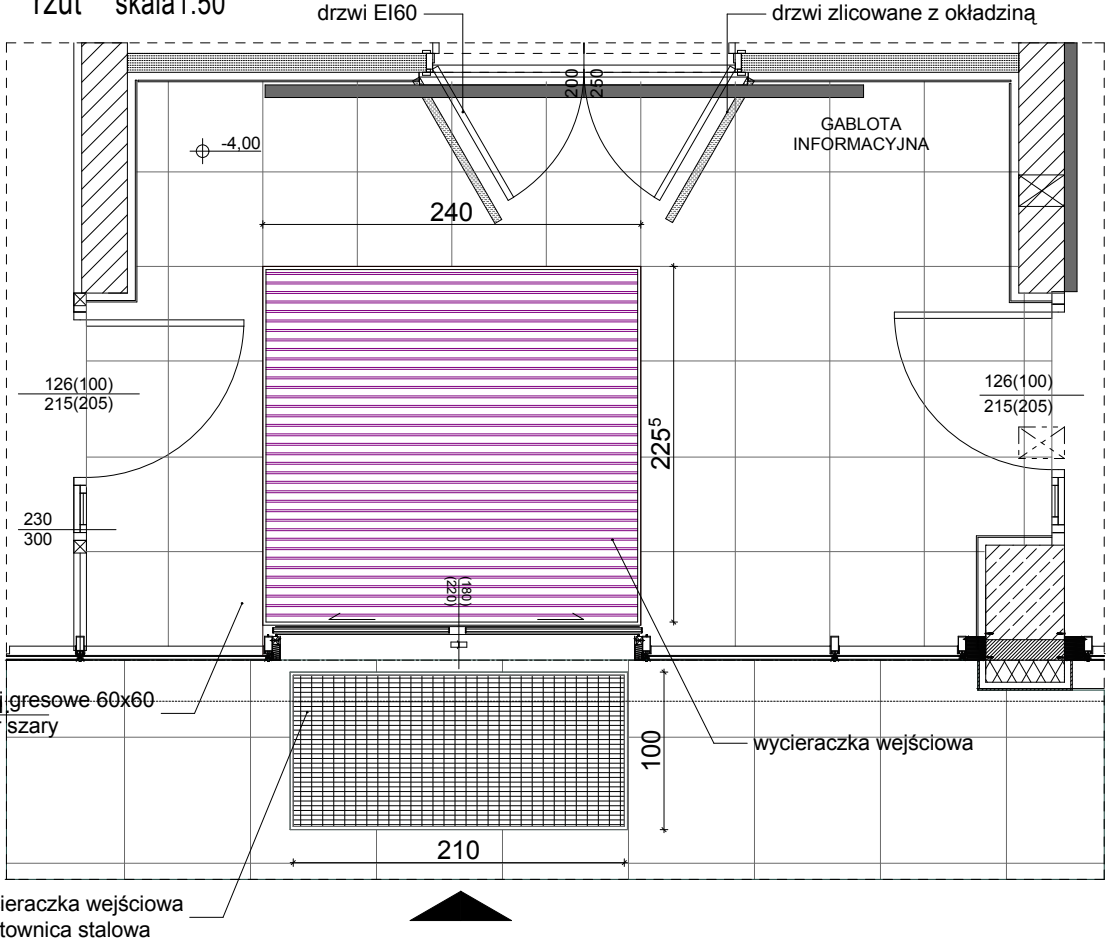 rzut skala1:50
drzwi EI60
drzwi zlicowane z okładziną
200
250
GABLOTA
INFORMACYJNA
-4,00
240
126(100)
215(205)
126(100)
215(205)
225⁵
230
300
(180)
(220)
gresowe 60x60
szary
wycieraczka wejściowa
100
210
ieraczka wejściowa
townica stalowa